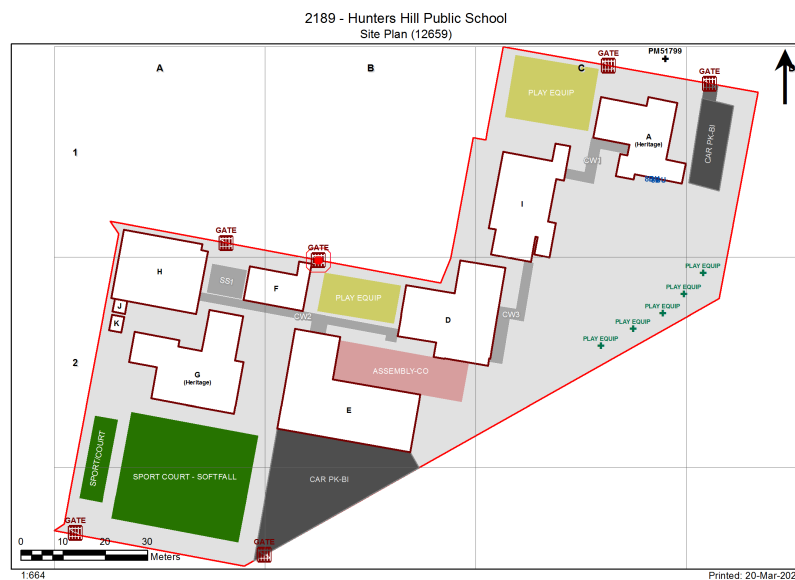 2189 - Hunters Hill Public School
Site Plan (12659)
A
B
C
GATE
PM51799
GATE
PLAY EQUIP
A
(Heritage)
CAR PK-BI
1
CW1
I
GATE
GATE
H
SS1
F
PLAY EQUIP
PLAY EQUIP
PLAY EQUIP
PLAY EQUIP
PLAY EQUIP
PLAY EQUIP
J
K
CW2
D
CW3
2
G
(Heritage)
ASSEMBLY-CO
E
SPORT/COURT
SPORT COURT - SOFTFALL
CAR PK-BI
GATE
GATE
0 10 20 30
Meters
1:664
Printed: 20-Mar-202